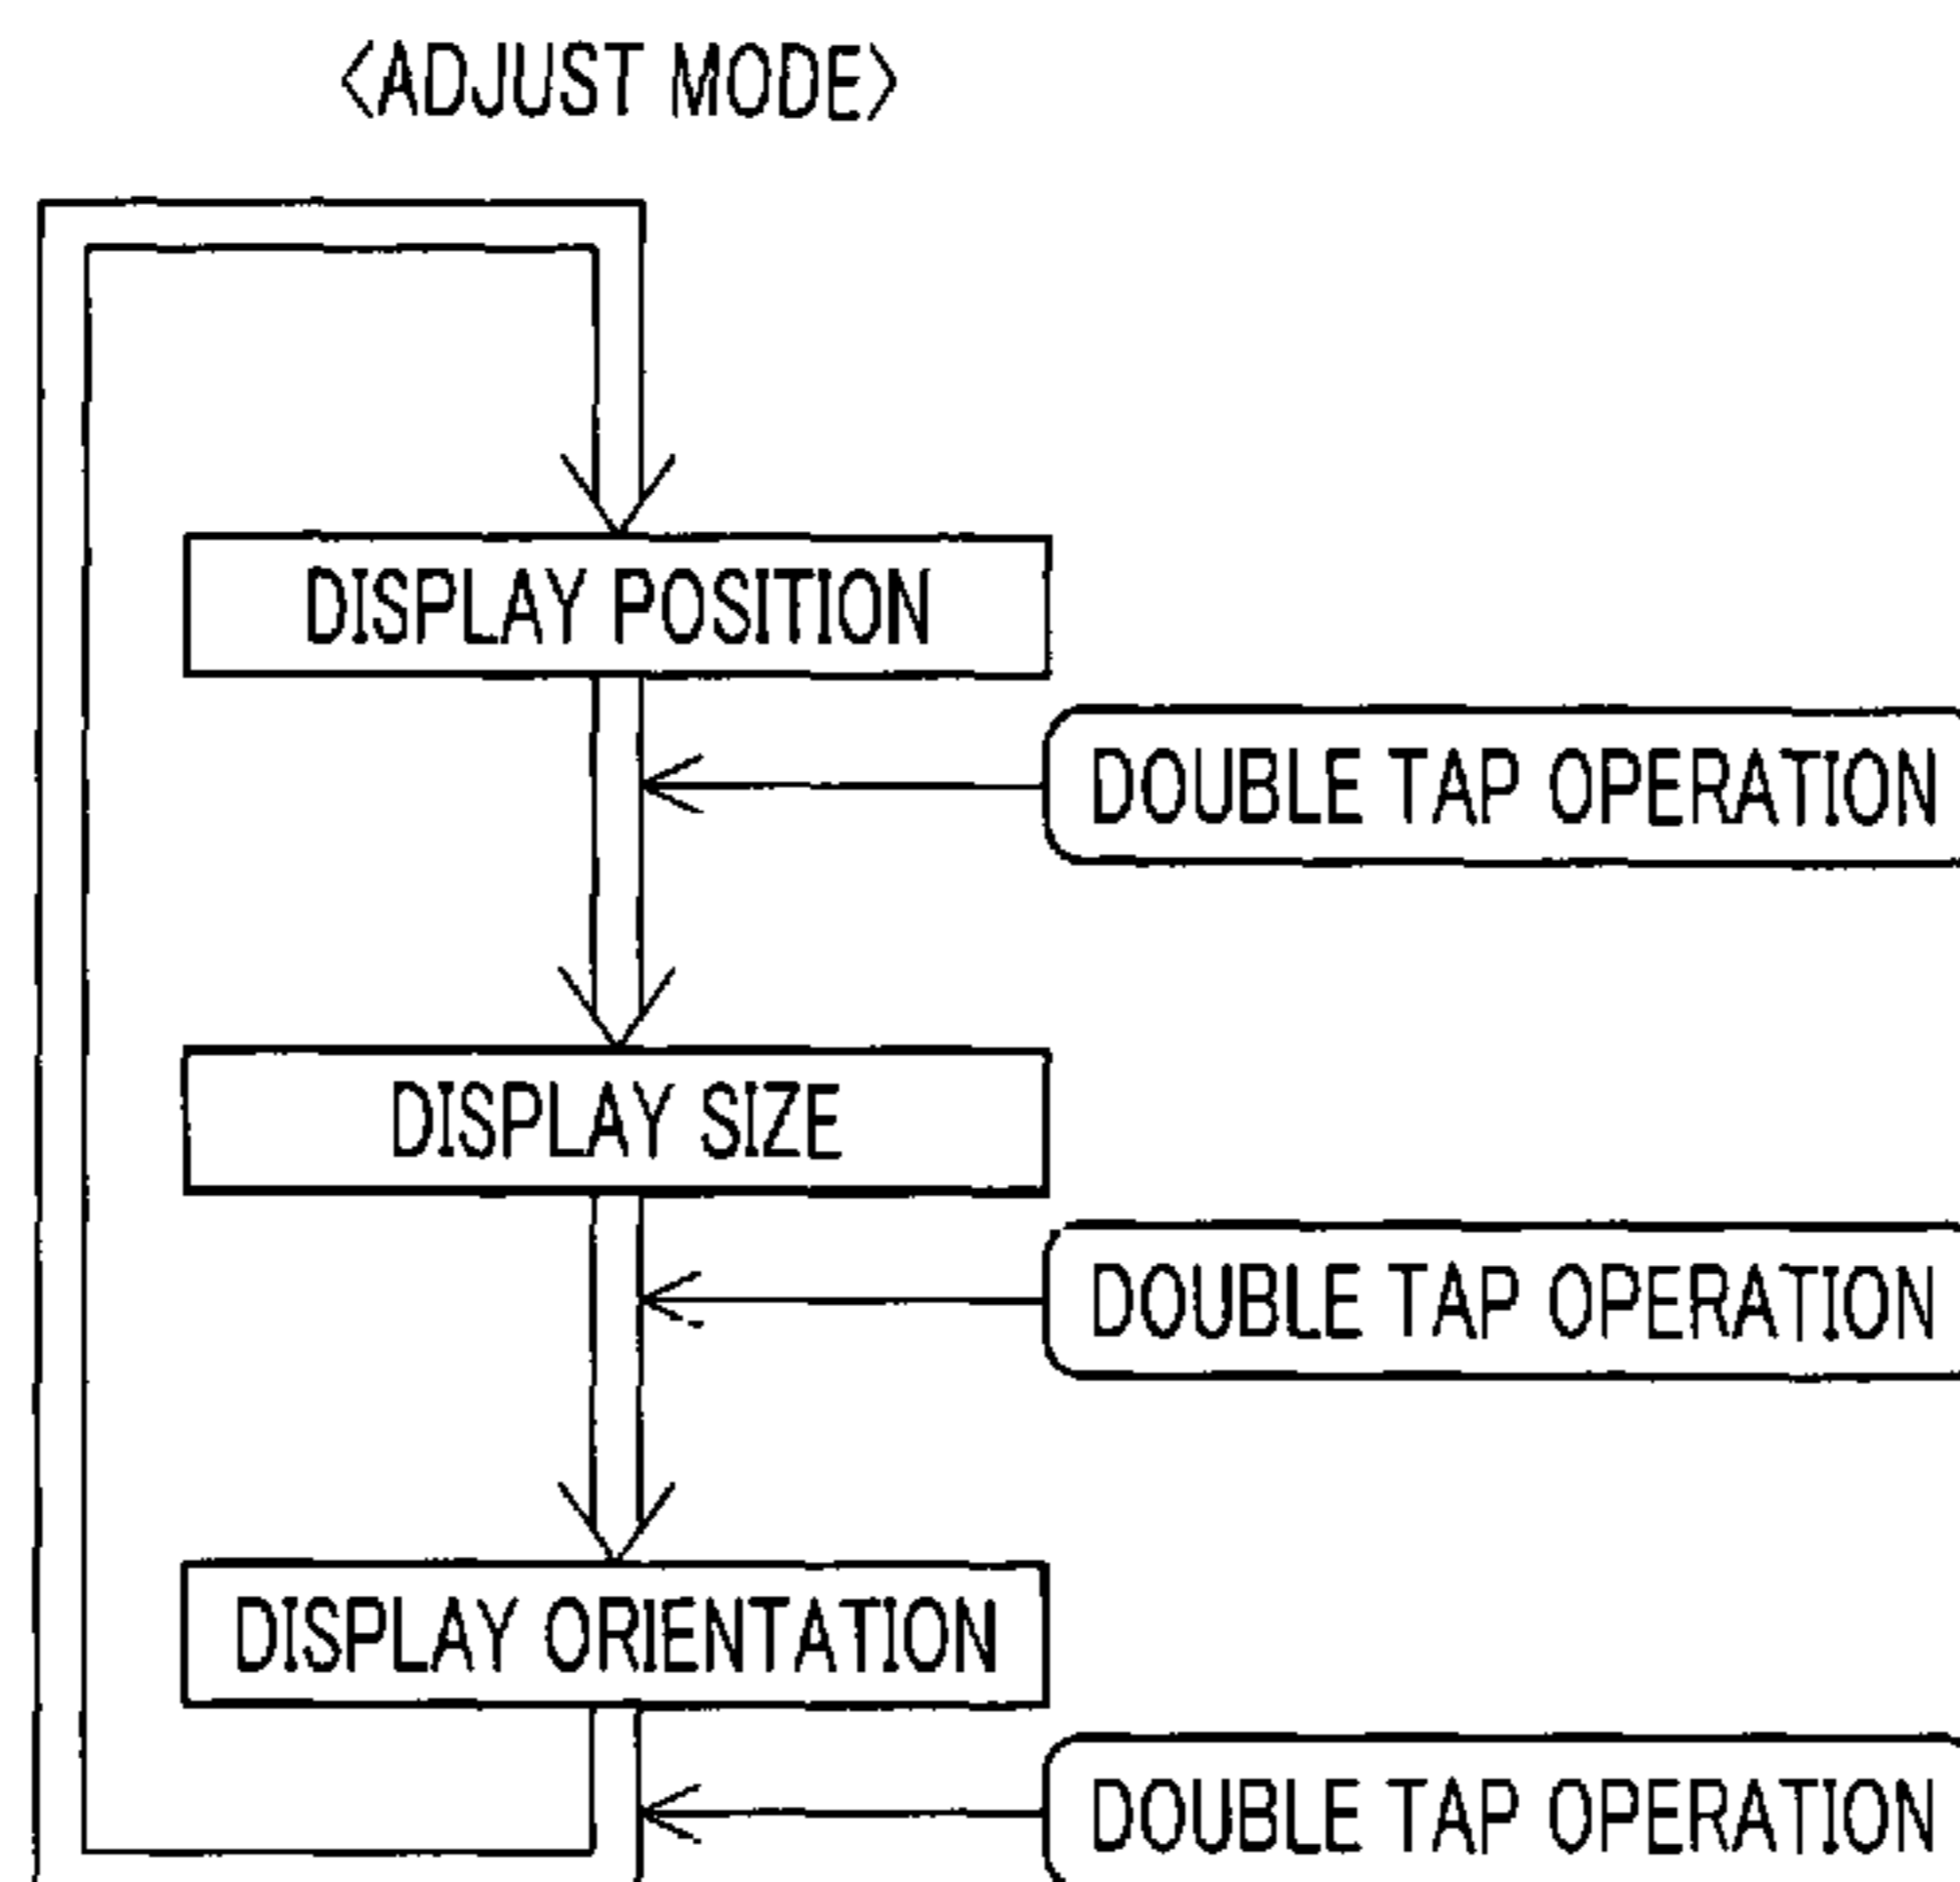 〈ADJUST MODE〉
DISPLAY POSITION
DOUBLE TAP OPERATION
DISPLAY SIZE
DOUBLE TAP OPERATION
DISPLAY ORIENTATION
DOUBLE TAP OPERATION